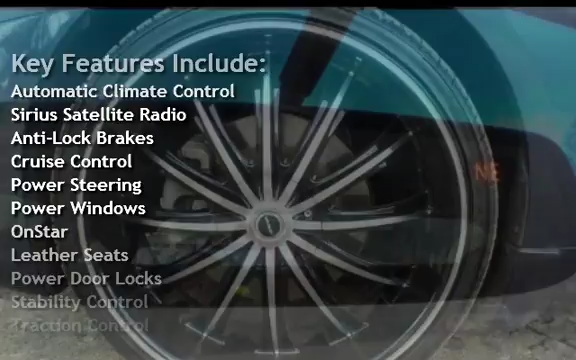 Key Features Include:
Automatic Climate Control
Sirius Satellite Radio
Anti-Lock Brakes
Cruise Control
Power Steering
Power Windows
OnStar
Leather Seats
Power Door Locks
Stability Control
Traction Control
NE